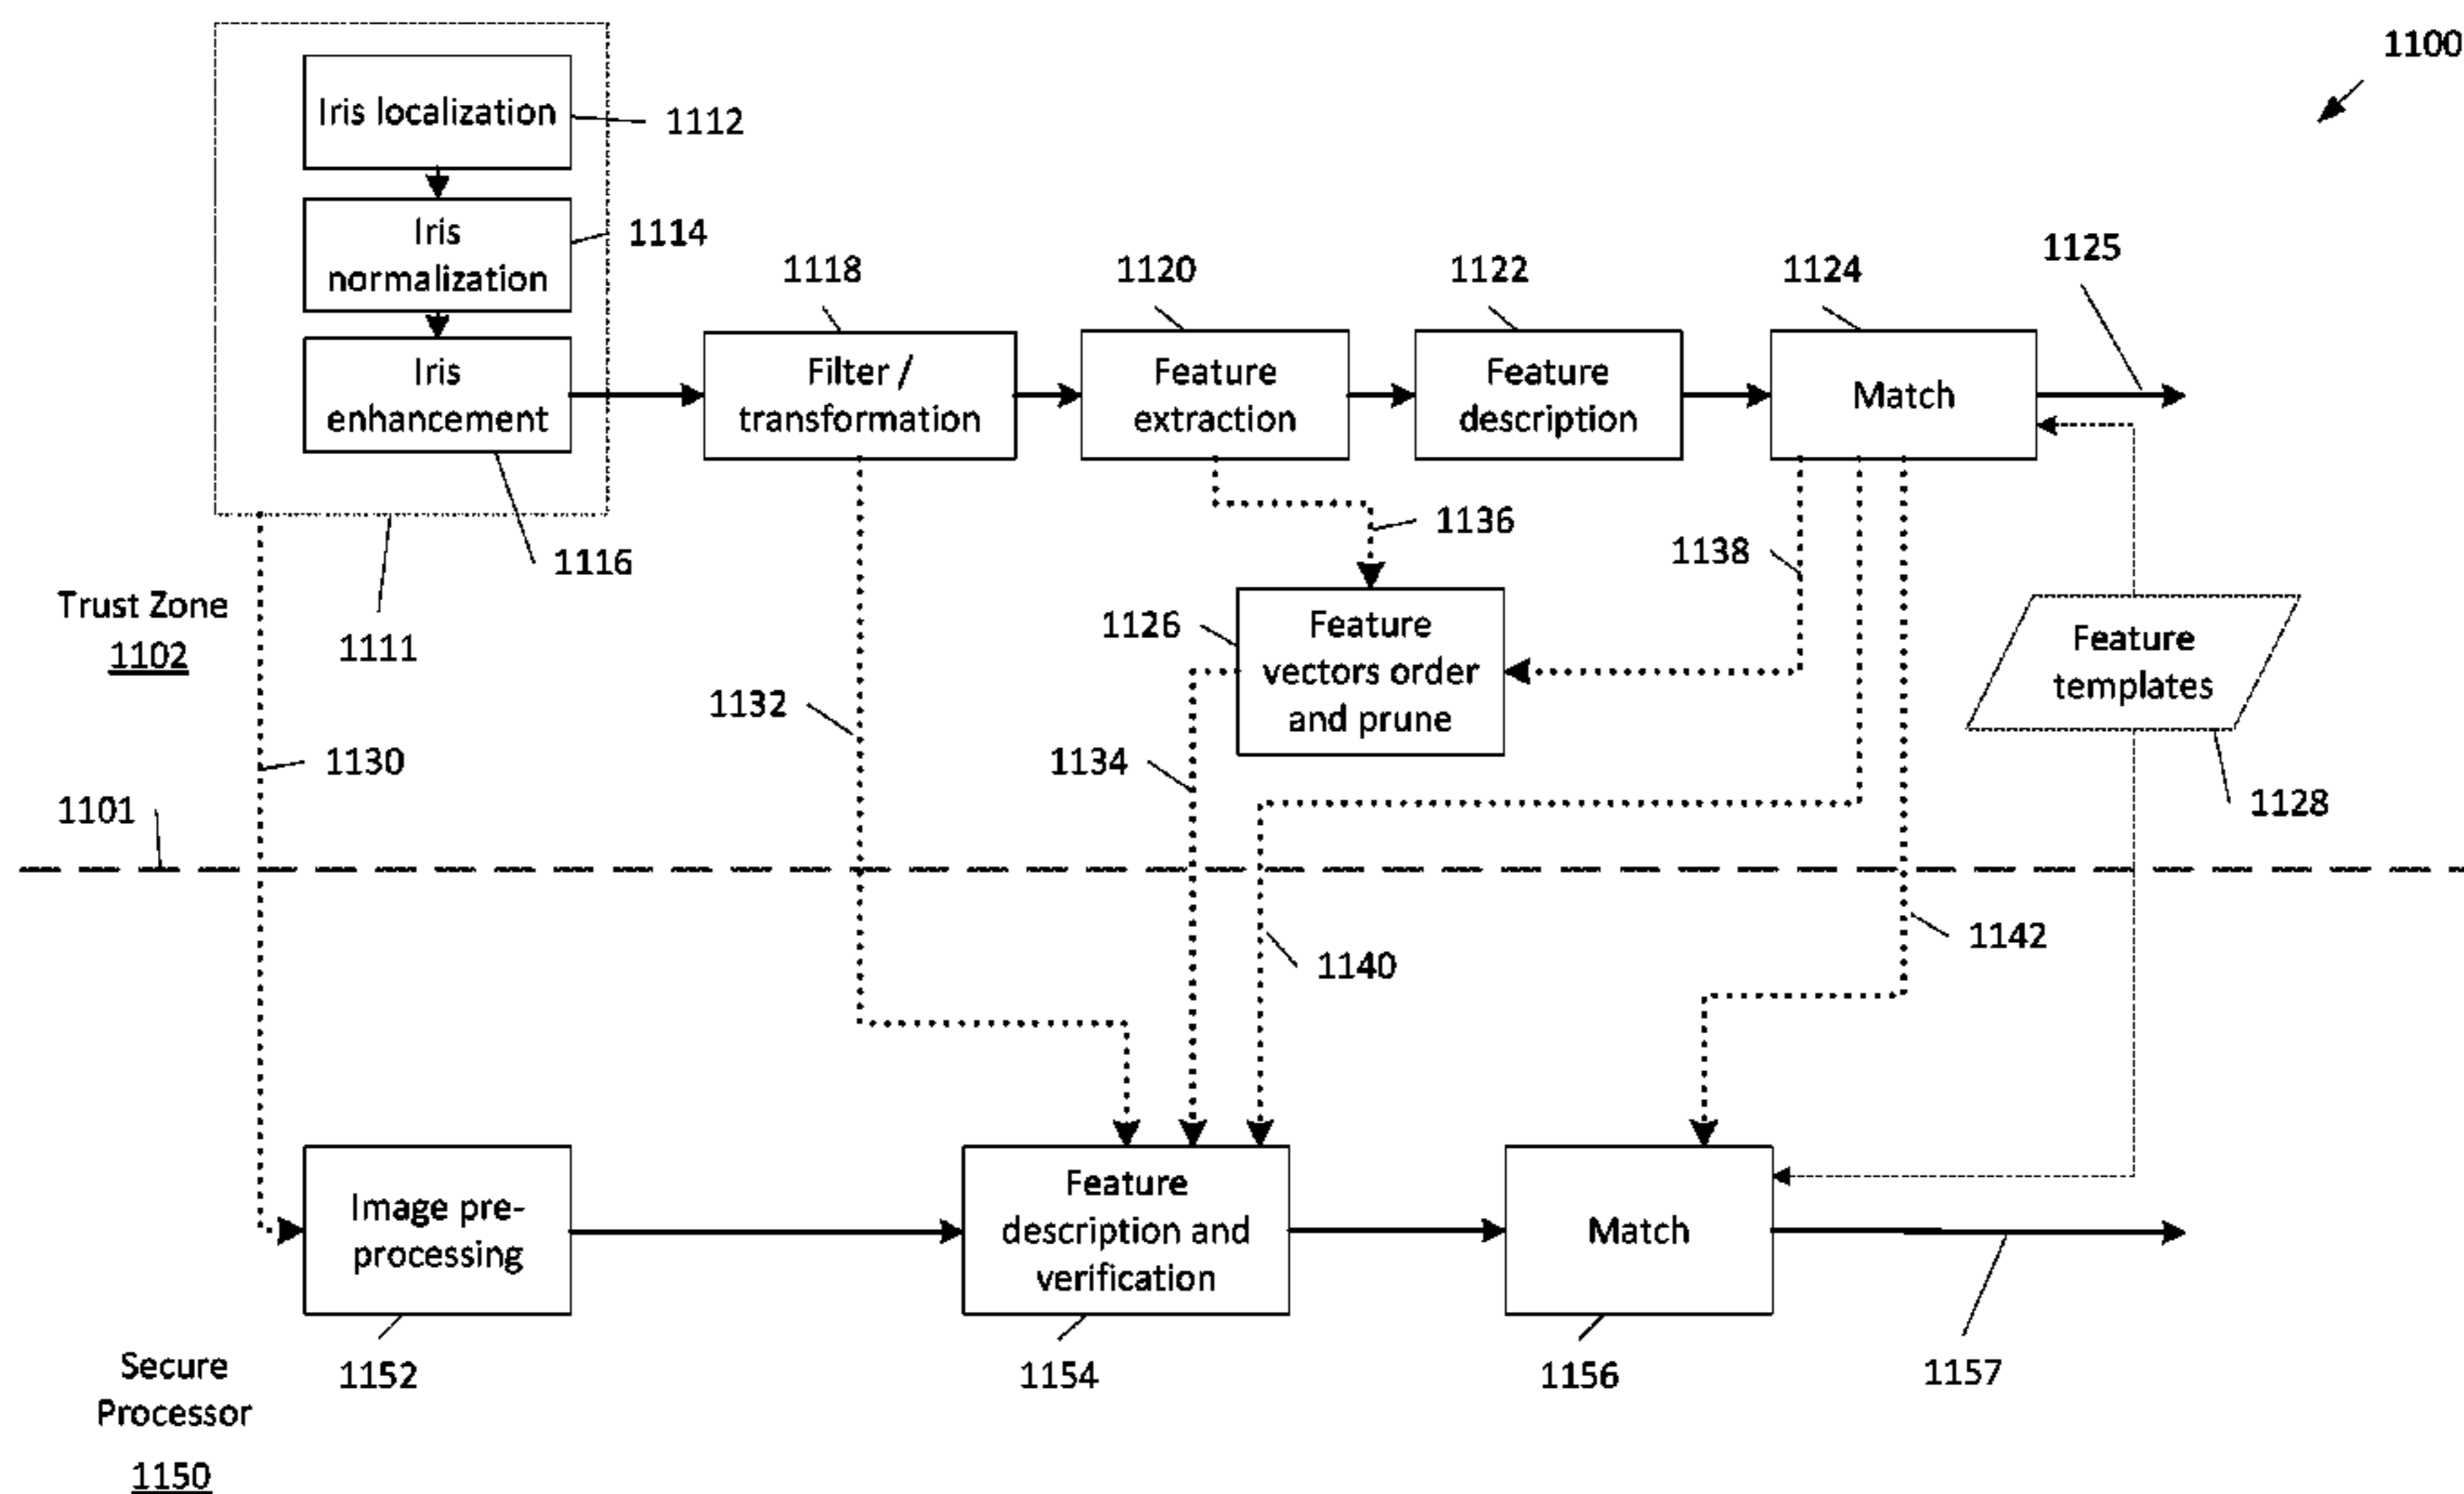 1100
Iris localization
1112
Iris
normalization
1114
1118
1120
1122
1124
1125
Iris
enhancement
Filter /
transformation
Feature
extraction
Feature
description
Match
1136
1138
1116
Trust Zone
1102
1111
1126
Feature
vectors order
and prune
Feature
templates
1132
1134
1130
1101
1128
1142
1140
Image pre-
processing
Feature
description and
verification
Match
1152
1154
1156
1157
Secure
Processor
1150